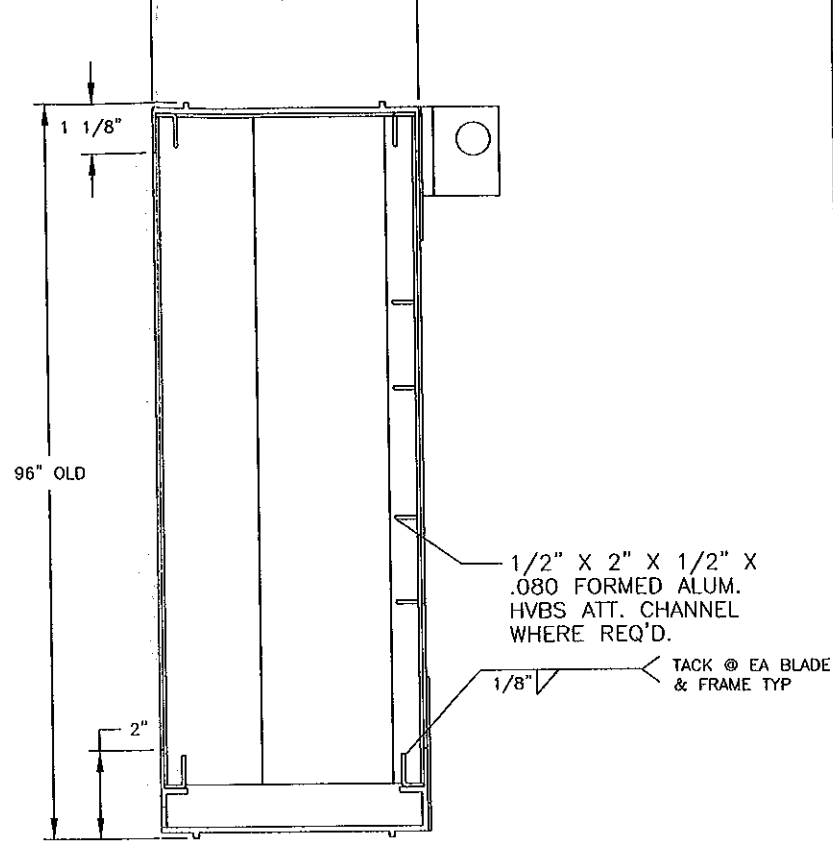 1 1/8"
96" OLD
1/2" X 2" X 1/2" X
.080 FORMED ALUM.
HVBS ATT. CHANNEL
WHERE REQ'D.
TACK @ EA BLADE
& FRAME TYP
1/8"
2"